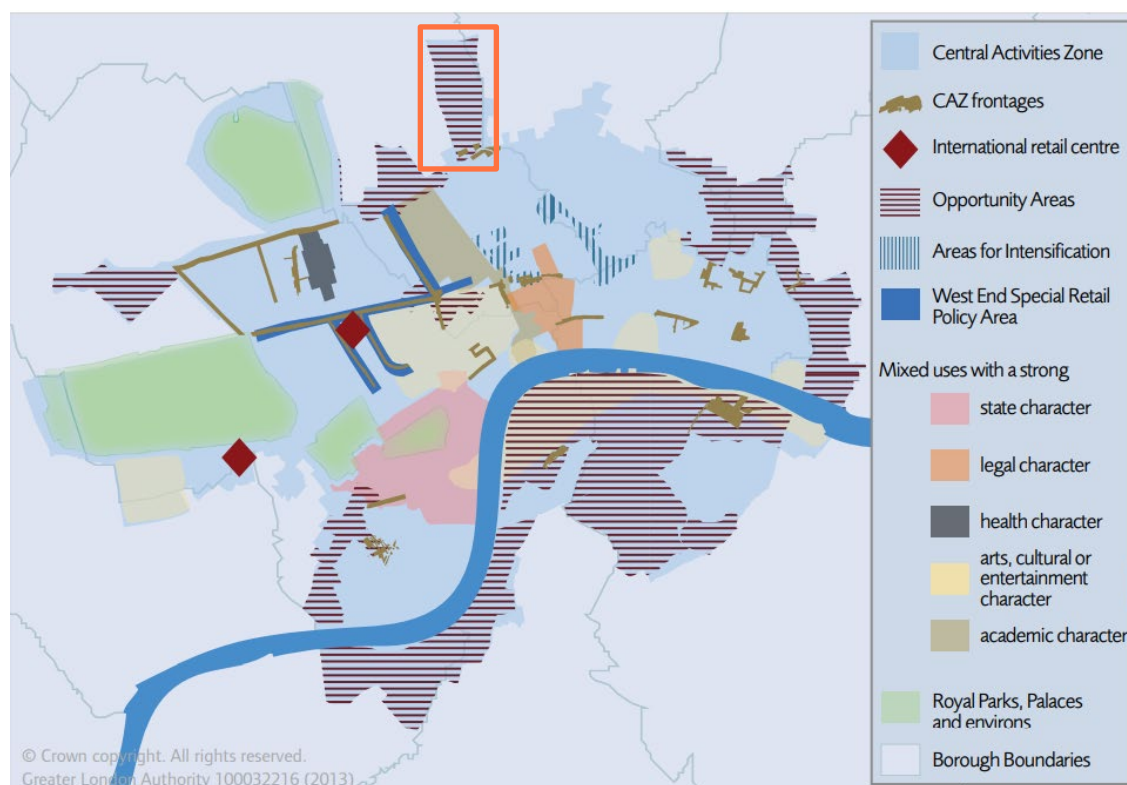 Central Activities Zone
CAZ frontages
International retail centre
Opportunity Areas
Areas for Intensification
West End Special Retail
Policy Area
Mixed uses with a strong
state character
legal character
health character
arts, cultural or
entertainment
character
academic character
Royal Parks, Palaces
and environs
Borough Boundaries
© Crown copyright. All rights reserved.
Greater London Authority 100032216 (2013)